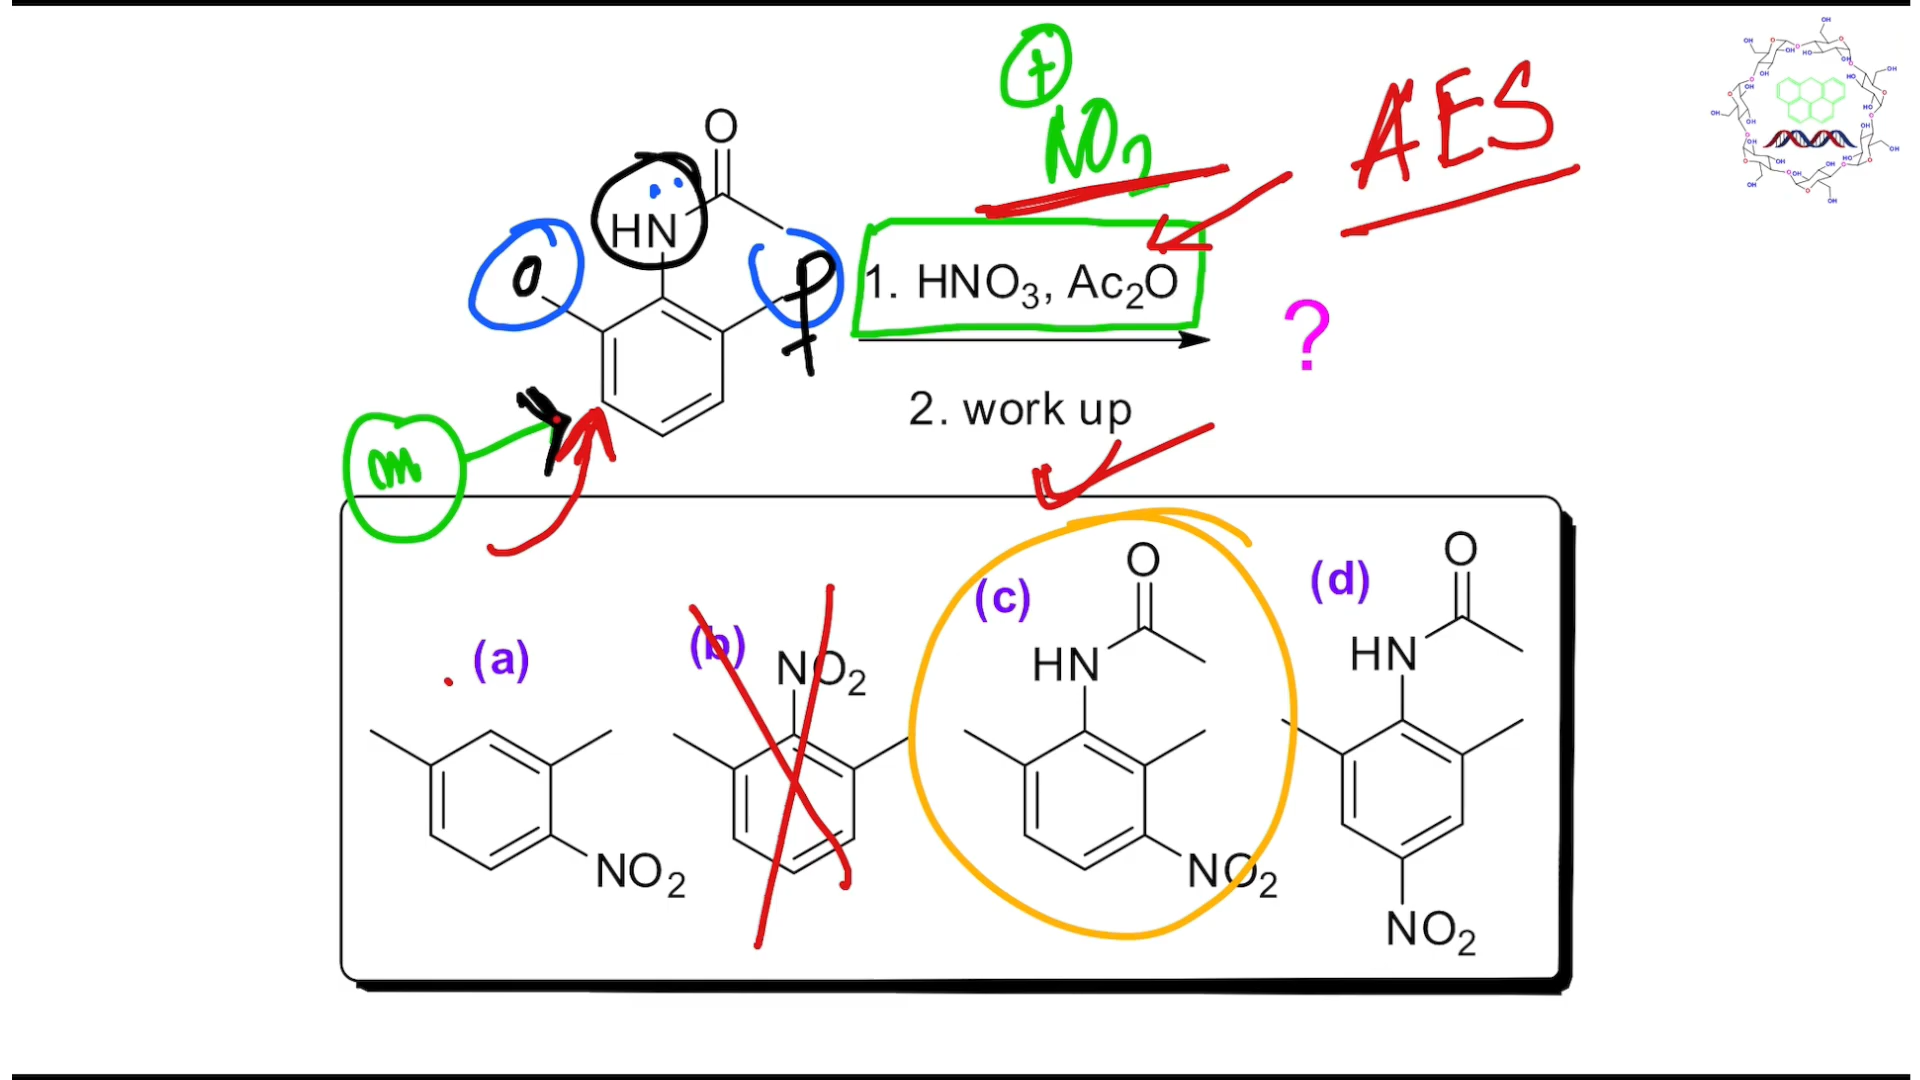 ⊕
NO₂
AES
O
HN
O
P
1. HNO₃, Ac₂O
?
2. work up
m
(a)
NO₂
(b)
NO₂
(c)
O
HN
NO₂
(d)
O
HN
NO₂